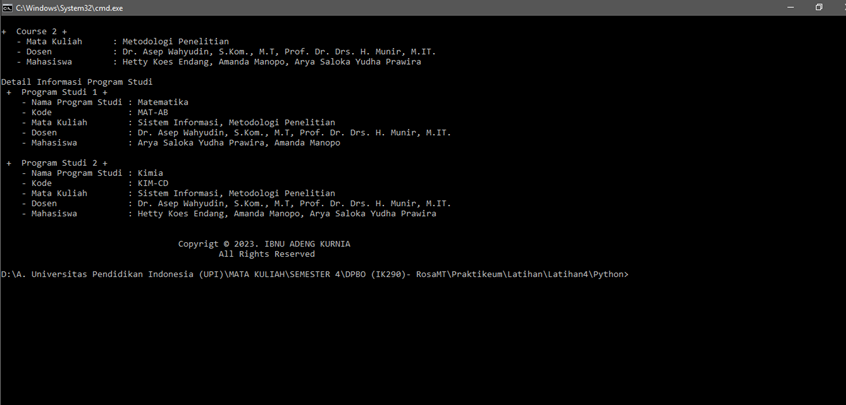 C:\Windows\System32\cmd.exe
+ Course 2 +
- Mata Kuliah : Metodologi Penelitian
- Dosen : Dr. Asep Wahyudin, S.Kom., M.T, Prof. Dr. Drs. H. Munir, M.IT.
- Mahasiswa : Hetty Koes Endang, Amanda Manopo, Arya Saloka Yudha Prawira
Detail Informasi Program Studi
+ Program Studi 1 +
- Nama Program Studi : Matematika
- Kode : MAT-AB
- Mata Kuliah : Sistem Informasi, Metodologi Penelitian
- Dosen : Dr. Asep Wahyudin, S.Kom., M.T, Prof. Dr. Drs. H. Munir, M.IT.
- Mahasiswa : Arya Saloka Yudha Prawira, Amanda Manopo
+ Program Studi 2 +
- Nama Program Studi : Kimia
- Kode : KIM-CD
- Mata Kuliah : Sistem Informasi, Metodologi Penelitian
- Dosen : Dr. Asep Wahyudin, S.Kom., M.T, Prof. Dr. Drs. H. Munir, M.IT.
- Mahasiswa : Hetty Koes Endang, Amanda Manopo, Arya Saloka Yudha Prawira
Copyrigt © 2023. IBNU ADENG KURNIA
All Rights Reserved
D:\A. Universitas Pendidikan Indonesia (UPI)\MATA KULIAH\SEMESTER 4\DPBO (IK290)- RosaMT\Praktikeum\Latihan\Latihan4\Python>